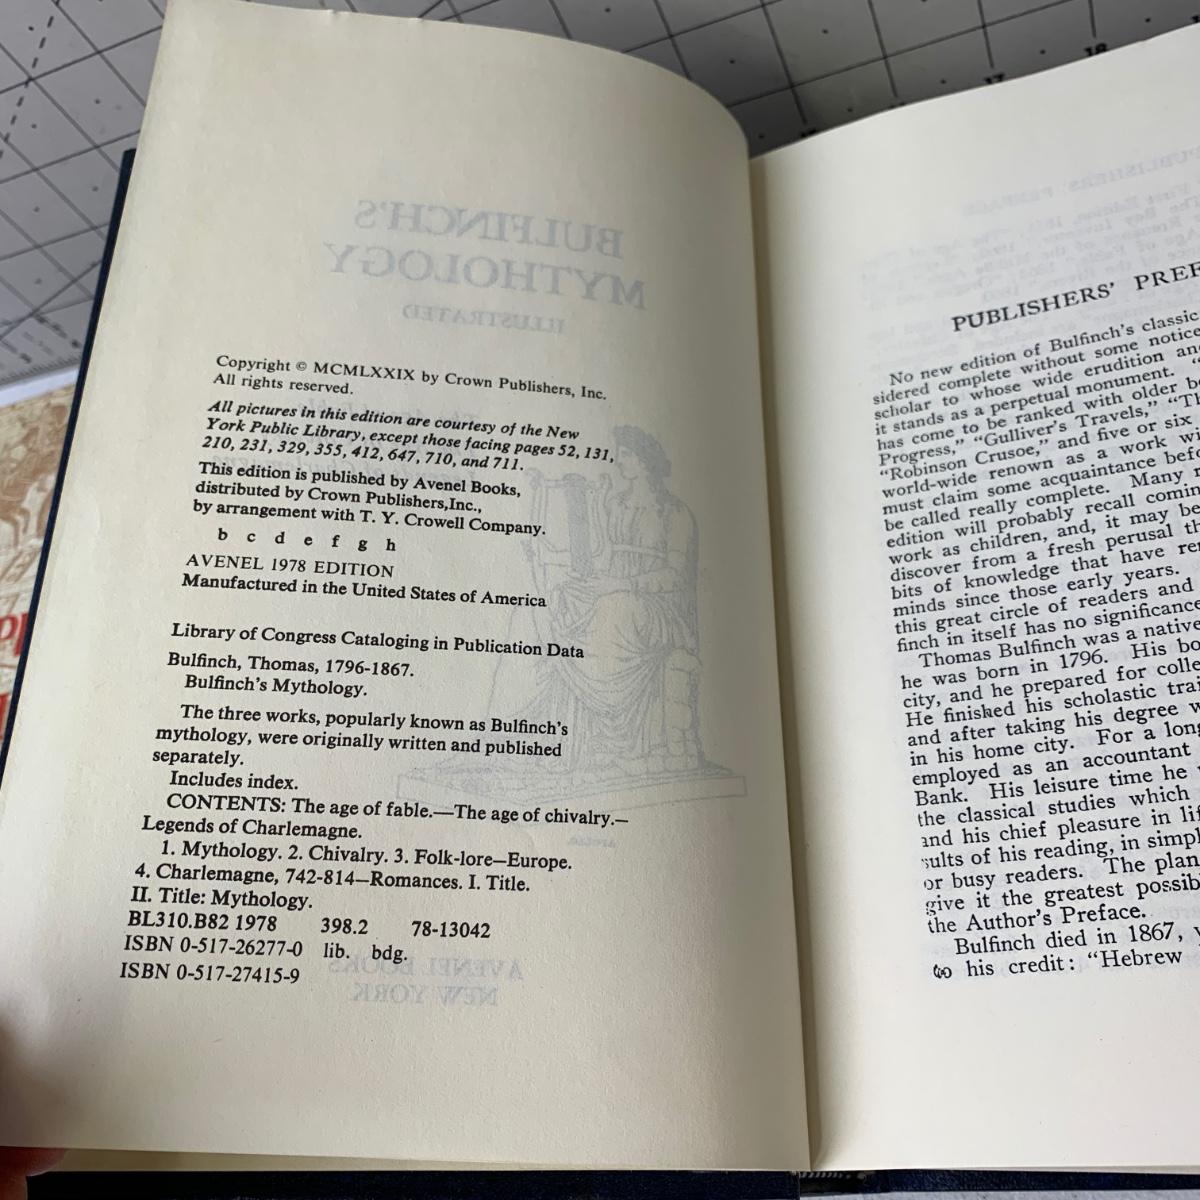 Copyright © MCMLXXIX by Crown Publishers, Inc.
All rights reserved.
All pictures in this edition are courtesy of the New
York Public Library, except those facing pages 52, 131,
210, 231, 329, 355, 412, 647, 710, and 711.
This edition is published by Avenel Books,
distributed by Crown Publishers,Inc.,
by arrangement with T. Y. Crowell Company.
b c d e f g h
AVENEL 1978 EDITION
Manufactured in the United States of America
Library of Congress Cataloging in Publication Data
Bulfinch, Thomas, 1796-1867.
Bulfinch's Mythology.
The three works, popularly known as Bulfinch's
mythology, were originally written and published
separately.
Includes index.
CONTENTS: The age of fable.—The age of chivalry.—
Legends of Charlemagne.
1. Mythology. 2. Chivalry. 3. Folk-lore—Europe.
4. Charlemagne, 742-814—Romances. I. Title.
II. Title: Mythology.
BL310.B82 1978 398.2 78-13042
ISBN 0-517-26277-0 lib. bdg.
ISBN 0-517-27415-9
BULFINCH'S
MYTHOLOGY
ILLUSTRATED
AVENEL BOOKS
NEW YORK
PUBLISHERS' PREF
No new edition of Bulfinch's classic
sidered complete without some notice
scholar to whose wide erudition an
it stands as a perpetual monument. "
has come to be ranked with older b
Progress," "Gulliver's Travels," "Th
"Robinson Crusoe," and five or six
world-wide renown as a work wi
must claim some acquaintance befo
be called really complete. Many r
edition will probably recall comin
work as children, and, it may be
discover from a fresh perusal th
bits of knowledge that have re
minds since those early years.
this great circle of readers and
finch in itself has no significance
Thomas Bulfinch was a native
he was born in 1796. His bo
city, and he prepared for colle
He finished his scholastic trai
and after taking his degree w
in his home city. For a long
employed as an accountant
Bank. His leisure time he
the classical studies which
and his chief pleasure in lif
sults of his reading, in simpl
or busy readers. The plan
give it the greatest possib
the Author's Preface.
Bulfinch died in 1867,
his credit: "Hebrew
17
18